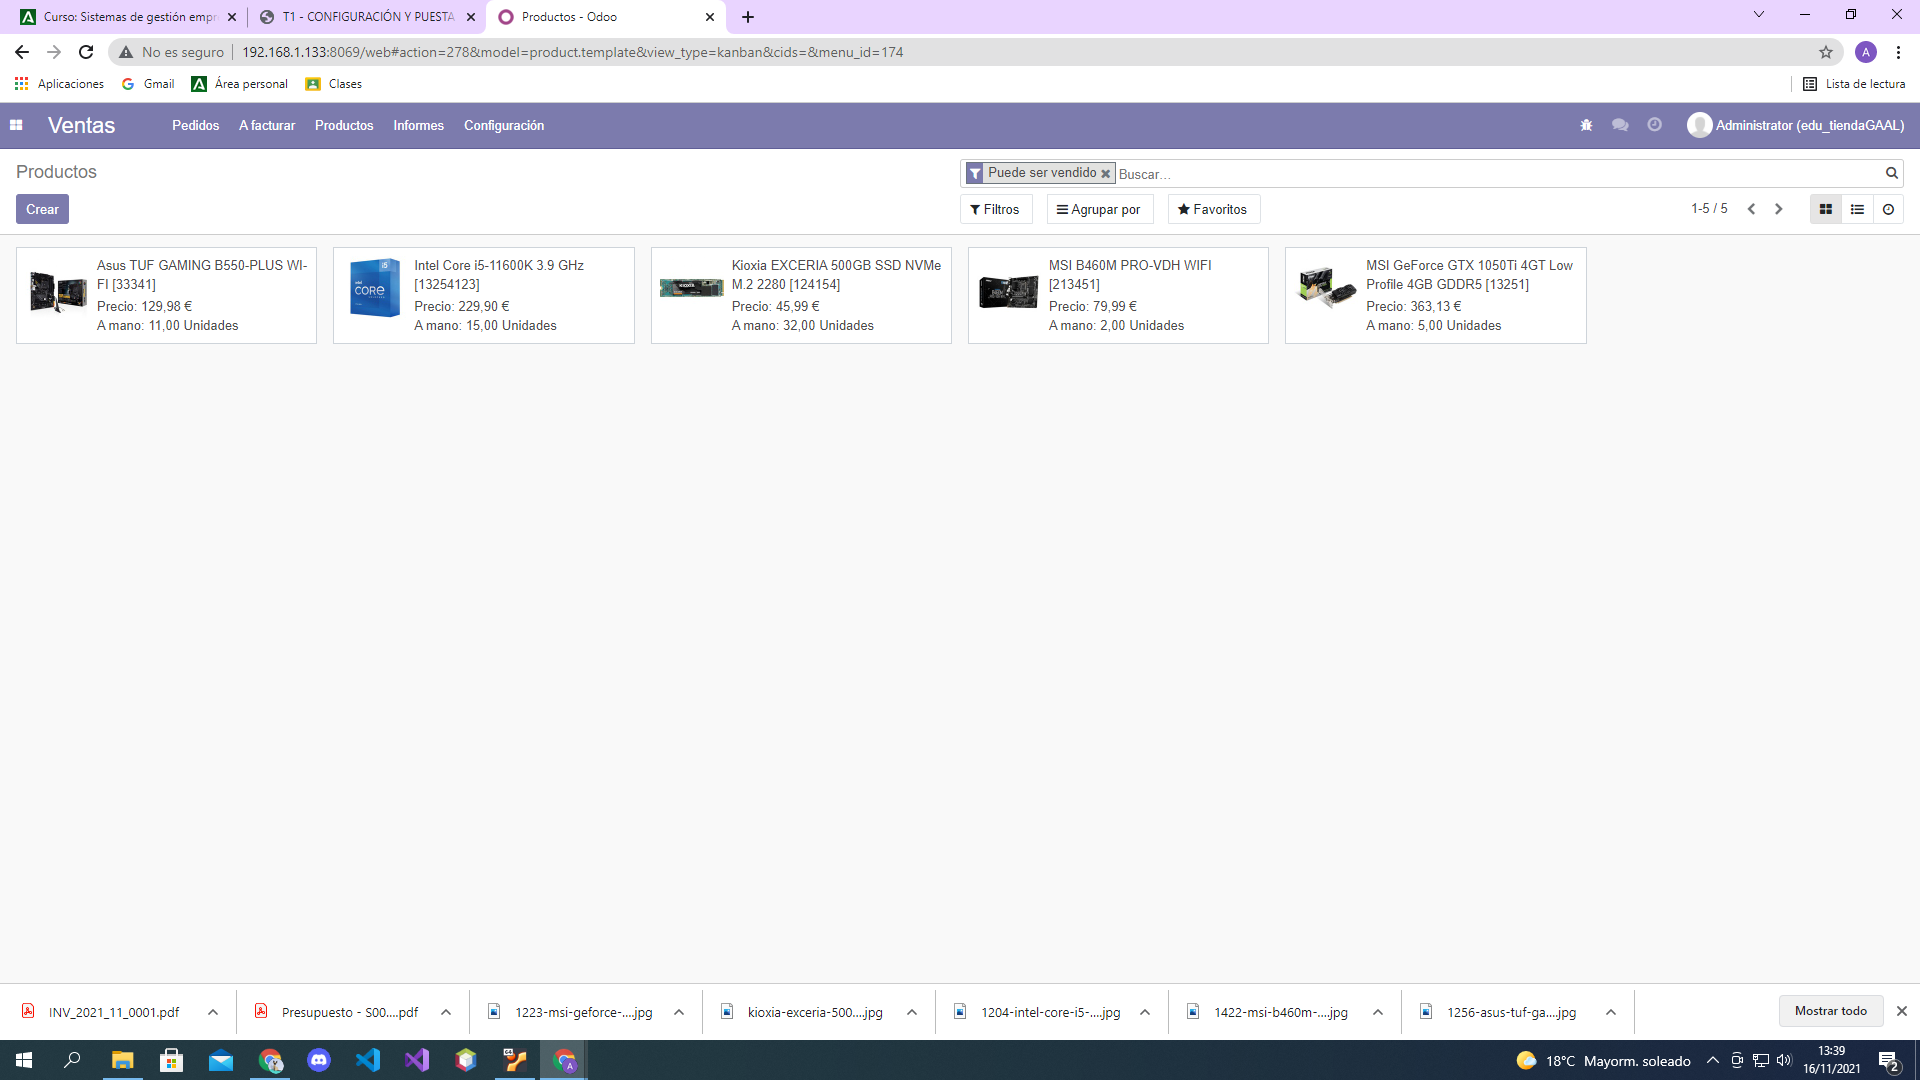 Curso: Sistemas de gestión empr
T1 - CONFIGURACIÓN Y PUESTA
Productos - Odoo
No es seguro
192.168.1.133:8069/web#action=278&model=product.template&view_type=kanban&cids=&menu_id=174
A
Aplicaciones
Gmail
Área personal
Clases
Lista de lectura
Ventas
Pedidos
A facturar
Productos
Informes
Configuración
Administrator (edu_tiendaGAAL)
Productos
Puede ser vendido
Buscar...
Crear
Filtros
Agrupar por
Favoritos
1-5 / 5
Asus TUF GAMING B550-PLUS WI-
FI [33341]
Precio: 129,98 €
A mano: 11,00 Unidades
Intel Core i5-11600K 3.9 GHz
[13254123]
Precio: 229,90 €
A mano: 15,00 Unidades
Kioxia EXCERIA 500GB SSD NVMe
M.2 2280 [124154]
Precio: 45,99 €
A mano: 32,00 Unidades
MSI B460M PRO-VDH WIFI
[213451]
Precio: 79,99 €
A mano: 2,00 Unidades
MSI GeForce GTX 1050Ti 4GT Low
Profile 4GB GDDR5 [13251]
Precio: 363,13 €
A mano: 5,00 Unidades
INV_2021_11_0001.pdf
Presupuesto - S00....pdf
1223-msi-geforce-....jpg
kioxia-exceria-500....jpg
1204-intel-core-i5-....jpg
1422-msi-b460m-....jpg
1256-asus-tuf-ga....jpg
Mostrar todo
18°C Mayorm. soleado
13:39
16/11/2021
2